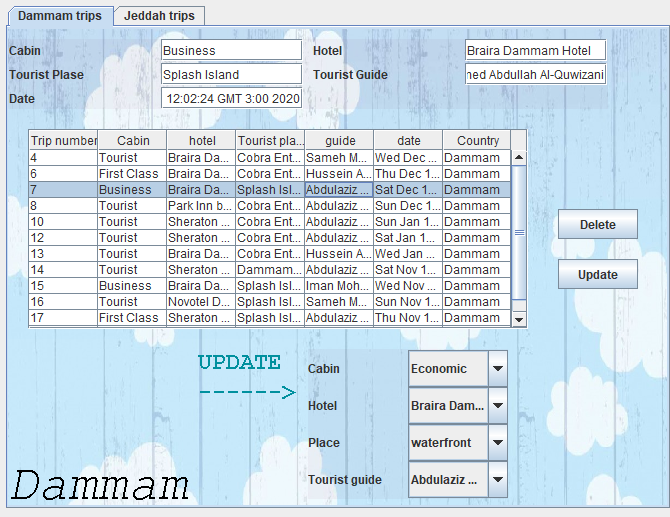 Dammam trips Jeddah trips
Cabin Business Hotel Braira Dammam Hotel
Tourist Plase Splash Island Tourist Guide ned Abdullah Al-Quwizani
Date 12:02:24 GMT 3:00 2020
Trip number Cabin hotel Tourist pla... guide date Country
4 Tourist Braira Da... Cobra Ent... Sameh M... Wed Dec ... Dammam
6 First Class Braira Da... Cobra Ent... Hussein A... Thu Dec 1... Dammam
7 Business Braira Da... Splash Isl... Abdulaziz ... Sat Dec 1... Dammam
8 Tourist Park Inn b... Cobra Ent... Abdulaziz ... Sun Dec 1... Dammam
10 Tourist Sheraton ... Cobra Ent... Abdulaziz ... Sun Jan 1... Dammam
12 Tourist Sheraton ... Cobra Ent... Abdulaziz ... Sat Jan 1... Dammam
13 Tourist Sheraton ... Cobra Ent... Hussein A... Wed Jan ... Dammam
14 Tourist Sheraton ... Dammam... Abdulaziz ... Sat Nov 1... Dammam
15 Business Braira Da... Splash Isl... Iman Moh... Wed Nov ... Dammam
16 Tourist Novotel D... Splash Isl... Sameh M... Sun Nov 1... Dammam
17 First Class Sheraton ... Splash Isl... Abdulaziz ... Sun Nov 1... Dammam
Delete
Update
UPDATE
Cabin Economic
Hotel Braira Dam...
Place waterfront
Tourist guide Abdulaziz ...
Dammam